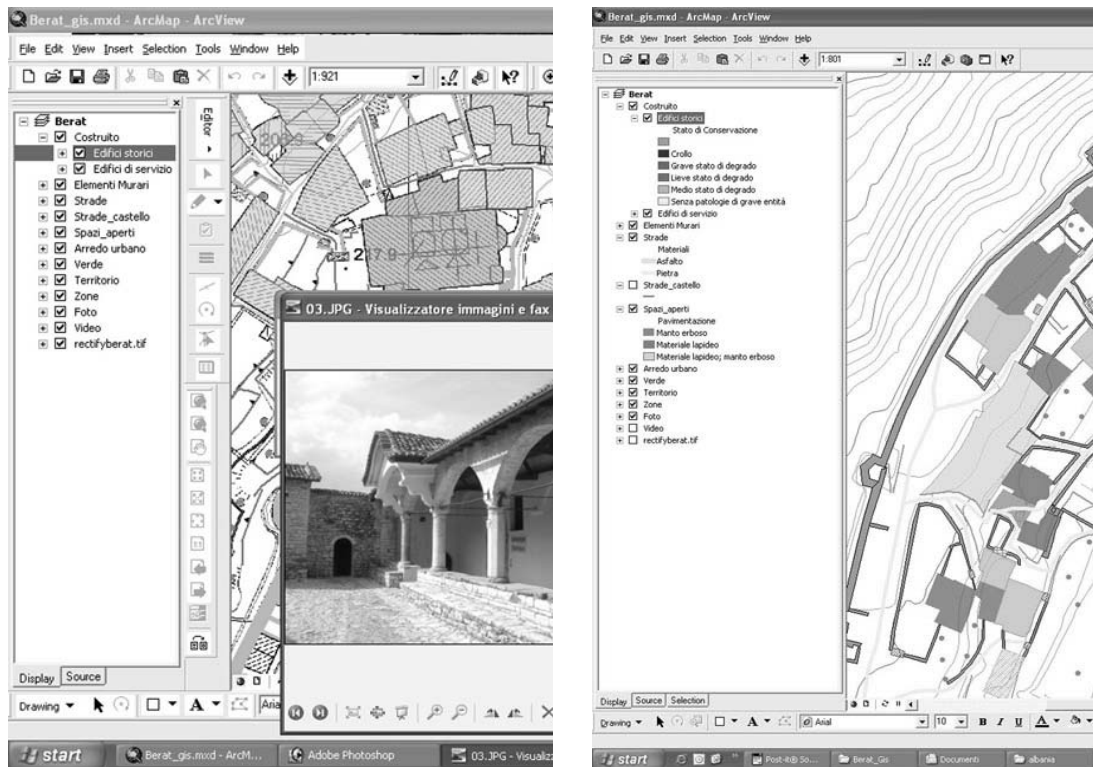 Berat_gis.mxd - ArcMap - ArcView
File Edit View Insert Selection Tools Window Help
1:921
Editor
Berat
Costruito
Edifici storici
Edifici di servizio
Elementi Murari
Strade
Strade_castello
Spazi_aperti
Arredo urbano
Verde
Territorio
Zone
Foto
Video
rectifyberat.tif
03.JPG - Visualizzatore immagini e fax
Display Source
Drawing A Aria
start Berat_gis.mxd - ArcM... Adobe Photoshop 03.JPG - Visualiz
Berat_gis.mxd - ArcMap - ArcView
File Edit View Insert Selection Tools Window Help
1:801
Berat
Costruito
Edifici storici
Stato di Conservazione
Crollo
Grave stato di degrado
Lieve stato di degrado
Medio stato di degrado
Senza patologie di grave entitá
Edifici di servizio
Elementi Murari
Strade
Materiali
Asfalto
Pietra
Strade_castello
Spazi_aperti
Pavimentazione
Manto erboso
Materiale lapideo
Materiale lapideo; manto erboso
Arredo urbano
Verde
Territorio
Zone
Foto
Video
rectifyberat.tif
Display Source Selection
Drawing A Arial 10 B I U A
start Post-it® So... Berat_Gis Documenti albania